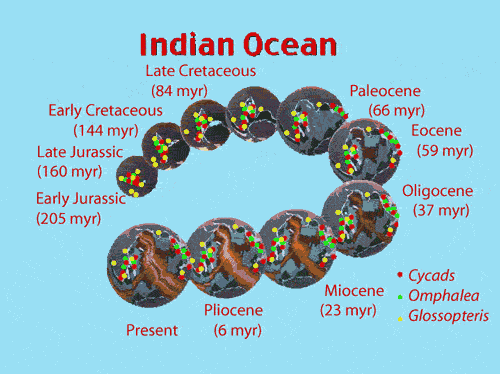 Indian Ocean
Late Cretaceous
(84 myr)
Early Cretaceous
(144 myr)
Late Jurassic
(160 myr)
Early Jurassic
(205 myr)
Paleocene
(66 myr)
Eocene
(59 myr)
Oligocene
(37 myr)
Miocene
(23 myr)
Pliocene
(6 myr)
Present
Cycads
Omphalea
Glossopteris